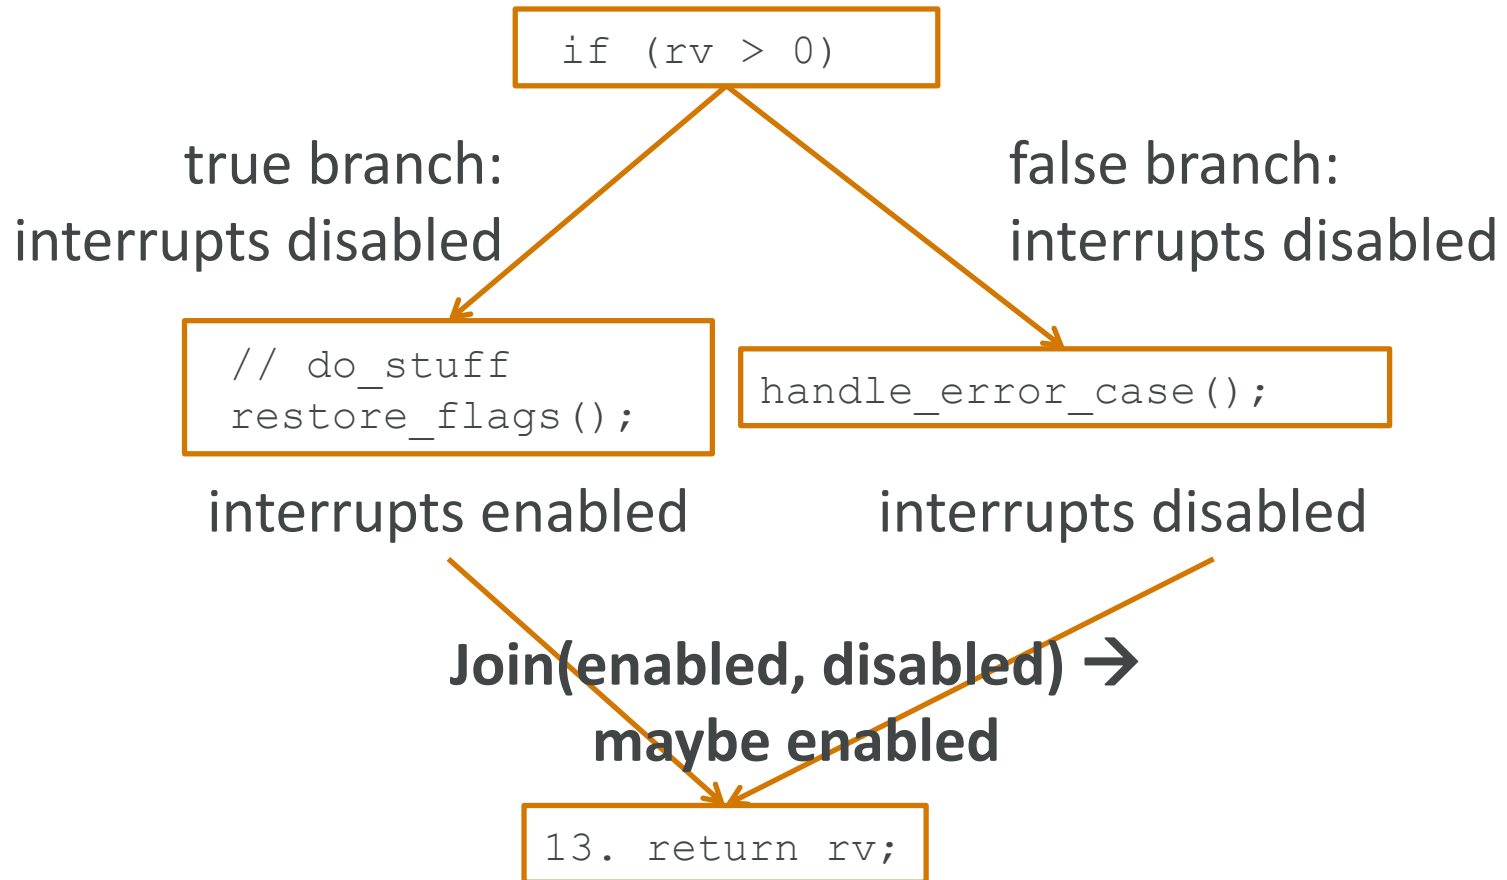 if (rv > 0)
true branch:
interrupts disabled
false branch:
interrupts disabled
// do_stuff
restore_flags();
handle_error_case();
interrupts enabled
interrupts disabled
Join(enabled, disabled) →
maybe enabled
13. return rv;